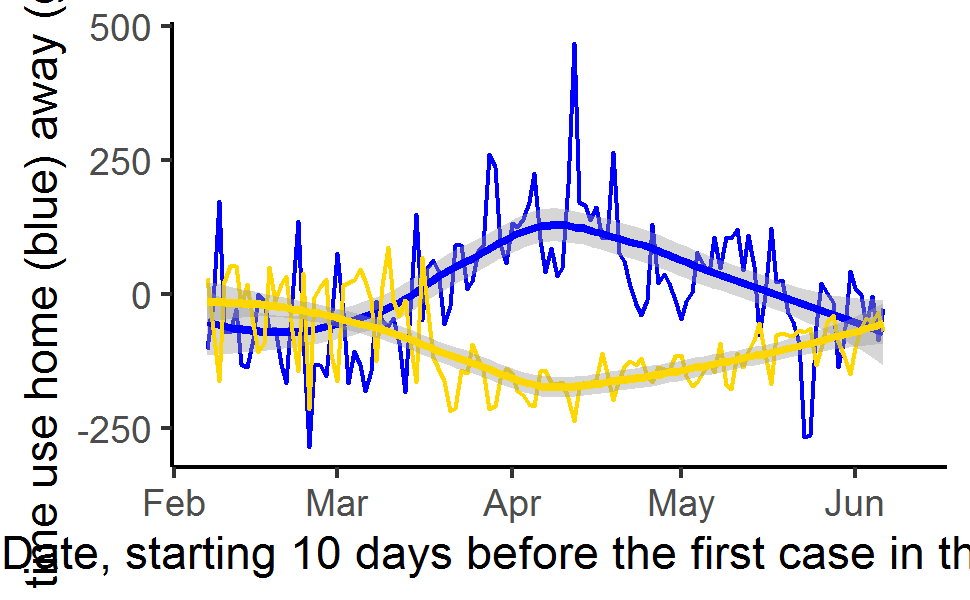 time use home (blue) away (
500
250
0
-250
Feb Mar Apr May Jun
Date, starting 10 days before the first case in th